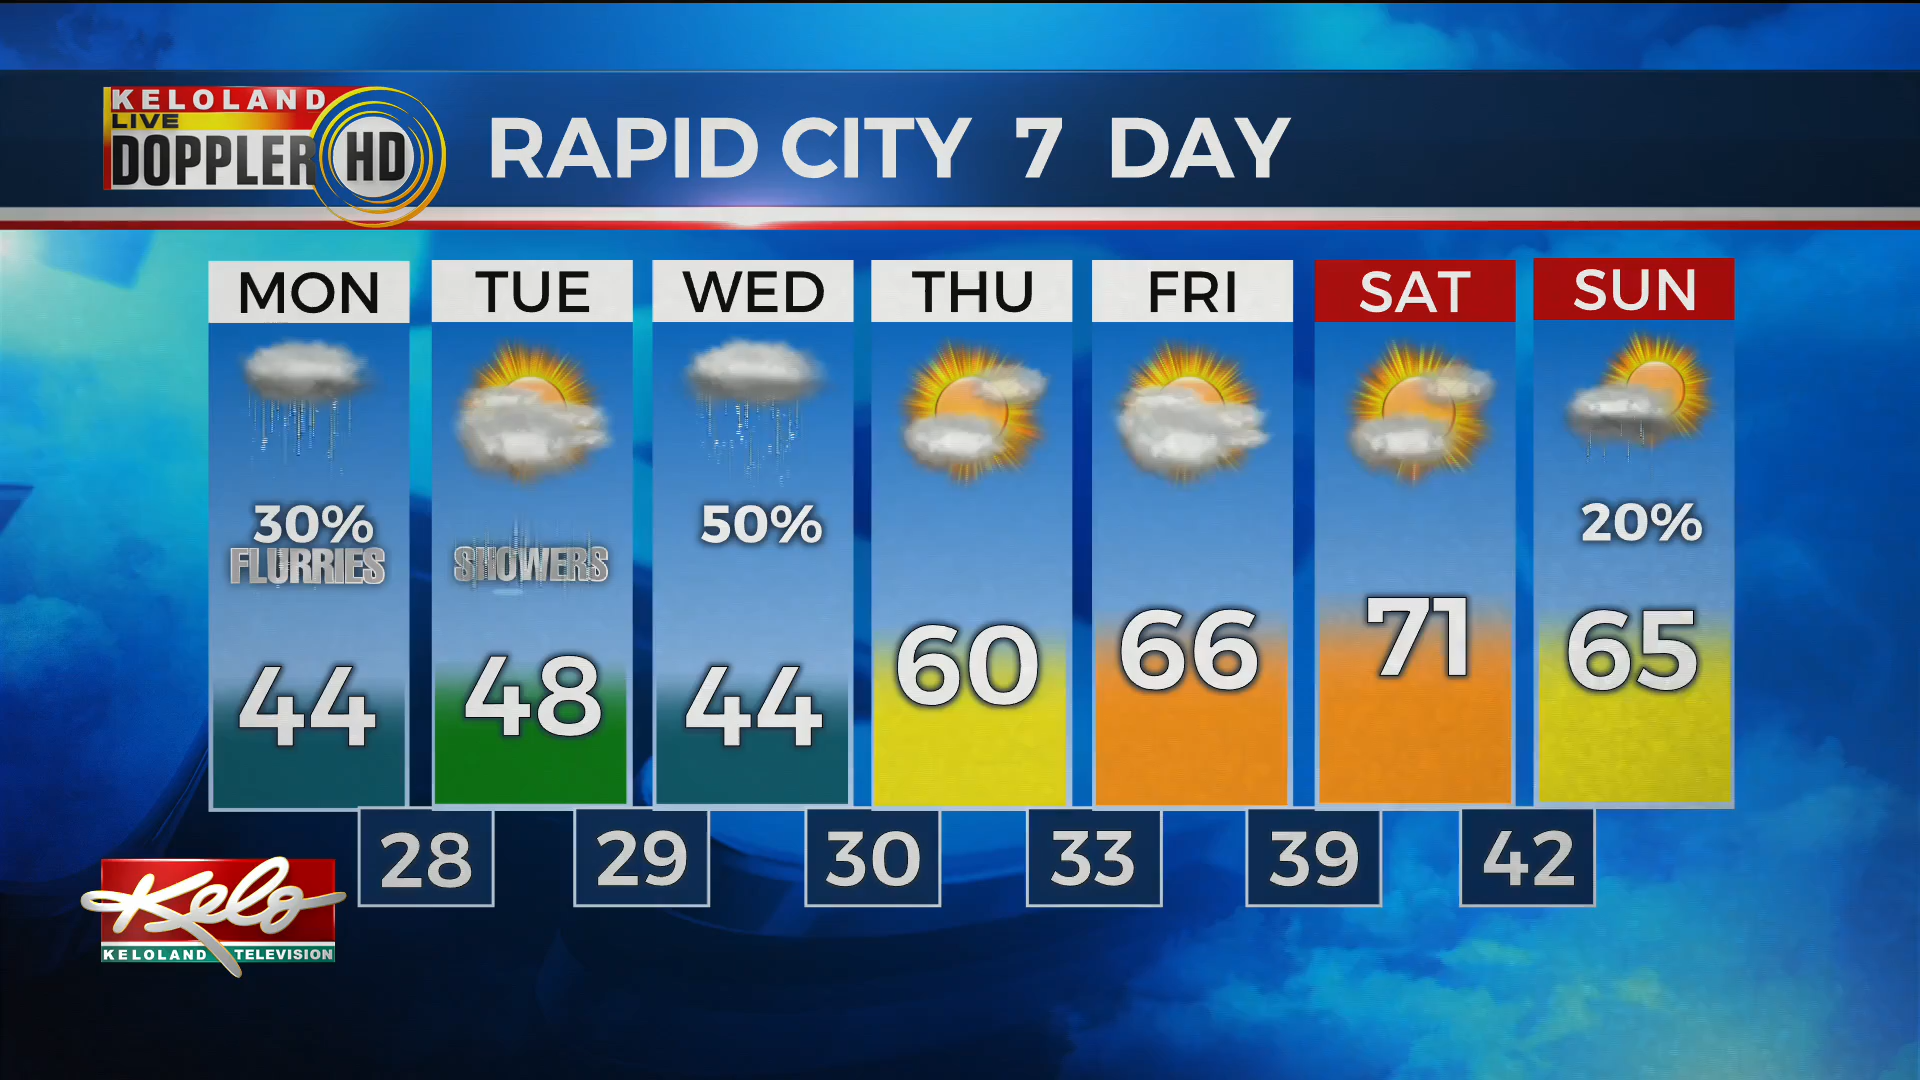 KELOLAND
LIVE
DOPPLER HD
RAPID CITY 7 DAY
MON TUE WED THU FRI SAT SUN
30% 50% 20%
FLURRIES SHOWERS
44 48 44 60 66 71 65
28 29 30 33 39 42
Kelo
KELOLAND TELEVISION